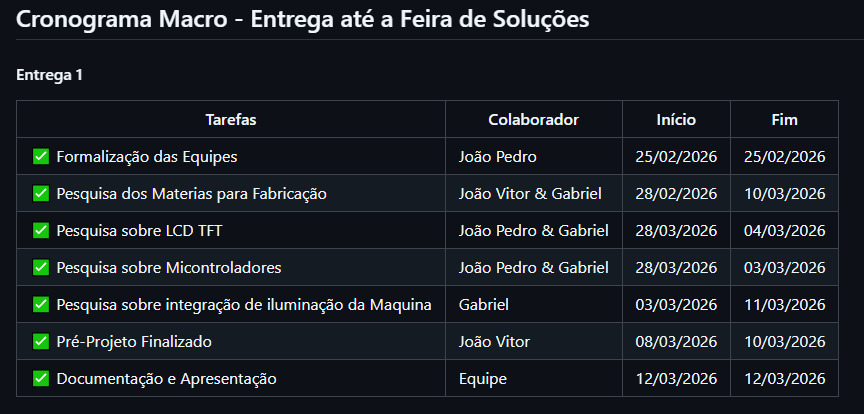 Cronograma Macro - Entrega até a Feira de Soluções
Entrega 1
Tarefas Colaborador Início Fim
✅ Formalização das Equipes João Pedro 25/02/2026 25/02/2026
✅ Pesquisa dos Materias para Fabricação João Vitor & Gabriel 28/02/2026 10/03/2026
✅ Pesquisa sobre LCD TFT João Pedro & Gabriel 28/03/2026 04/03/2026
✅ Pesquisa sobre Micontroladores João Pedro & Gabriel 28/03/2026 03/03/2026
✅ Pesquisa sobre integração de iluminação da Maquina Gabriel 03/03/2026 11/03/2026
✅ Pré-Projeto Finalizado João Vitor 08/03/2026 10/03/2026
✅ Documentação e Apresentação Equipe 12/03/2026 12/03/2026